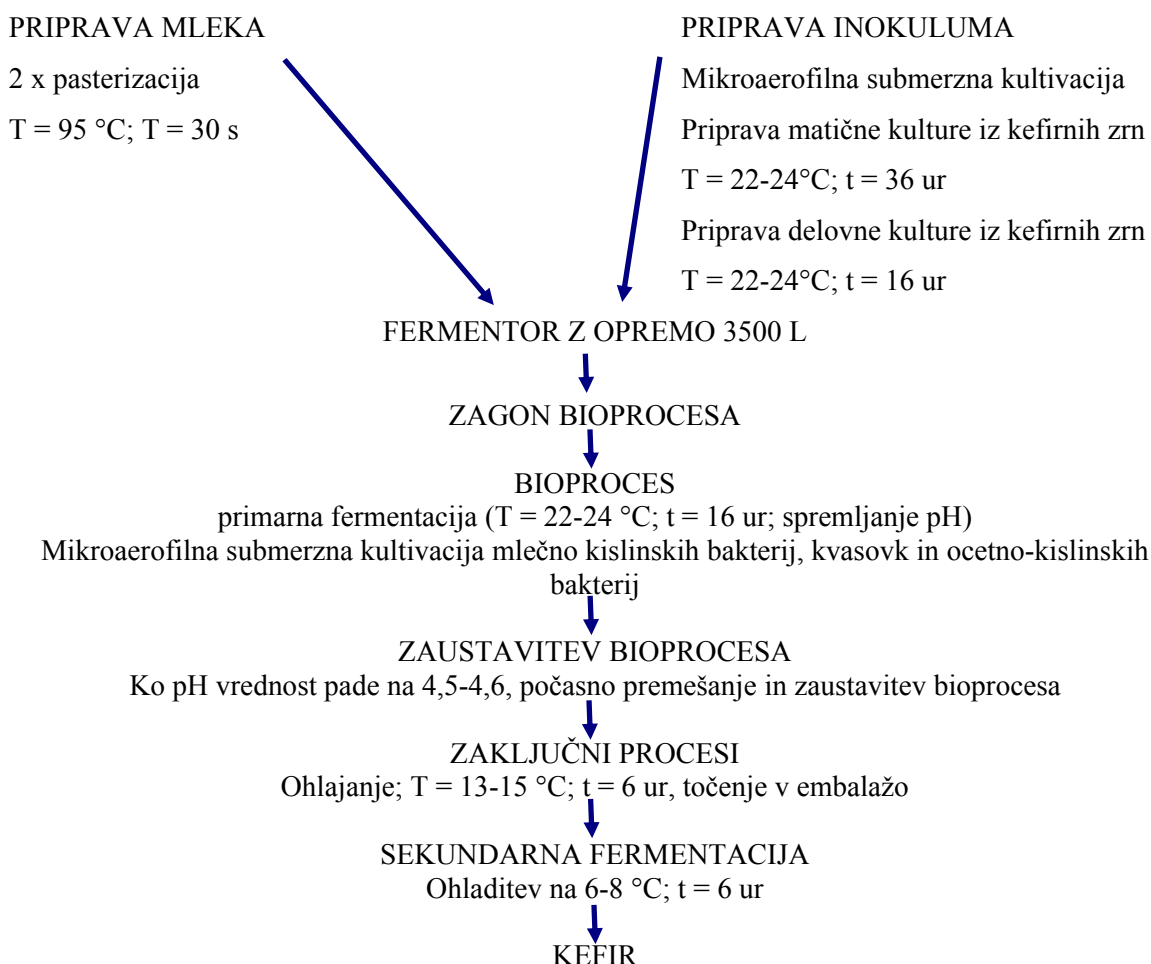 PRIPRAVA MLEKA
2 x pasterizacija
T = 95 °C; T = 30 s
PRIPRAVA INOKULUMA
Mikroaerofilna submerzna kultivacija
Priprava matične kulture iz kefirnih zrn
T = 22-24°C; t = 36 ur
Priprava delovne kulture iz kefirnih zrn
T = 22-24°C; t = 16 ur
FERMENTOR Z OPREMO 3500 L
ZAGON BIOPROCESA
BIOPROCES
primarna fermentacija (T = 22-24 °C; t = 16 ur; spremljanje pH)
Mikroaerofilna submerzna kultivacija mlečno kislinskih bakterij, kvasovk in ocetno-kislinskih
bakterij
ZAUSTAVITEV BIOPROCESA
Ko pH vrednost pade na 4,5-4,6, počasno premešanje in zaustavitev bioprocesa
ZAKLJUČNI PROCESI
Ohlajanje; T = 13-15 °C; t = 6 ur, točenje v embalažo
SEKUNDARNA FERMENTACIJA
Ohladitev na 6-8 °C; t = 6 ur
KEFIR